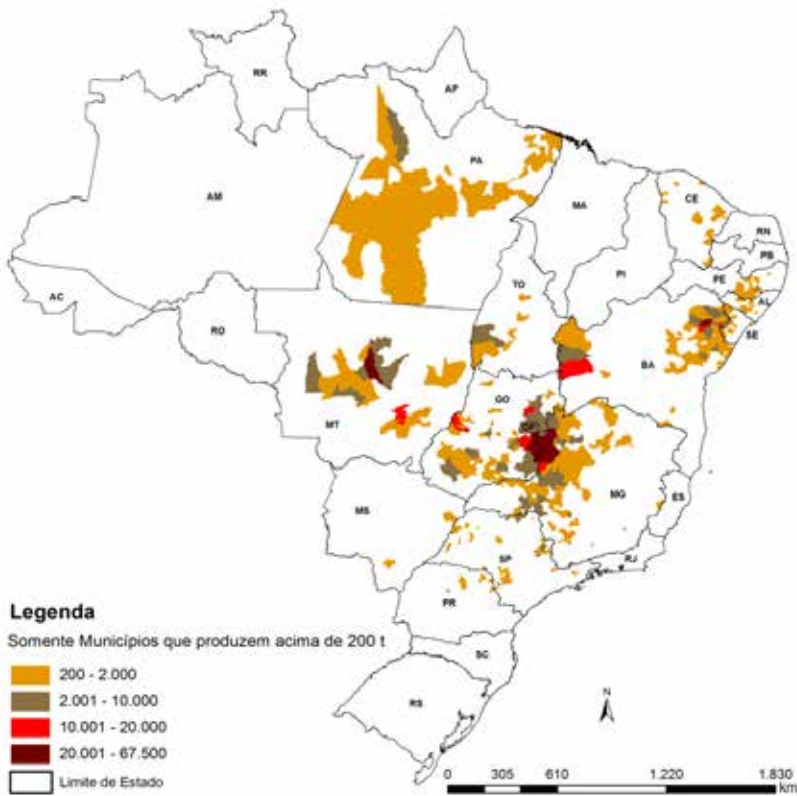 RR
AP
AM
PA
MA
CE
RN
PB
PE
AL
SE
PI
TO
AC
RO
BA
MT
GO
DF
MG
ES
MS
SP
RJ
PR
SC
RS
Legenda
Somente Municípios que produzem acima de 200 t
200 - 2.000
2.001 - 10.000
10.001 - 20.000
20.001 - 67.500
Limite de Estado
N
0 305 610 1.220 1.830
km